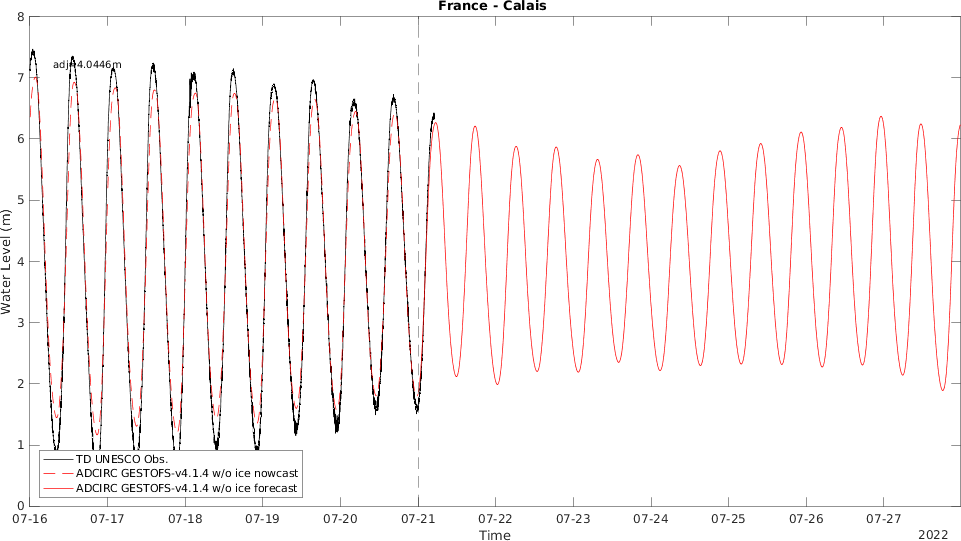 France - Calais
adj=4.0446m
8
7
6
5
4
3
2
1
0
Water Level (m)
TD UNESCO Obs.
ADCIRC GESTOFS-v4.1.4 w/o ice nowcast
ADCIRC GESTOFS-v4.1.4 w/o ice forecast
07-16 07-17 07-18 07-19 07-20 07-21 07-22 07-23 07-24 07-25 07-26 07-27
Time
2022